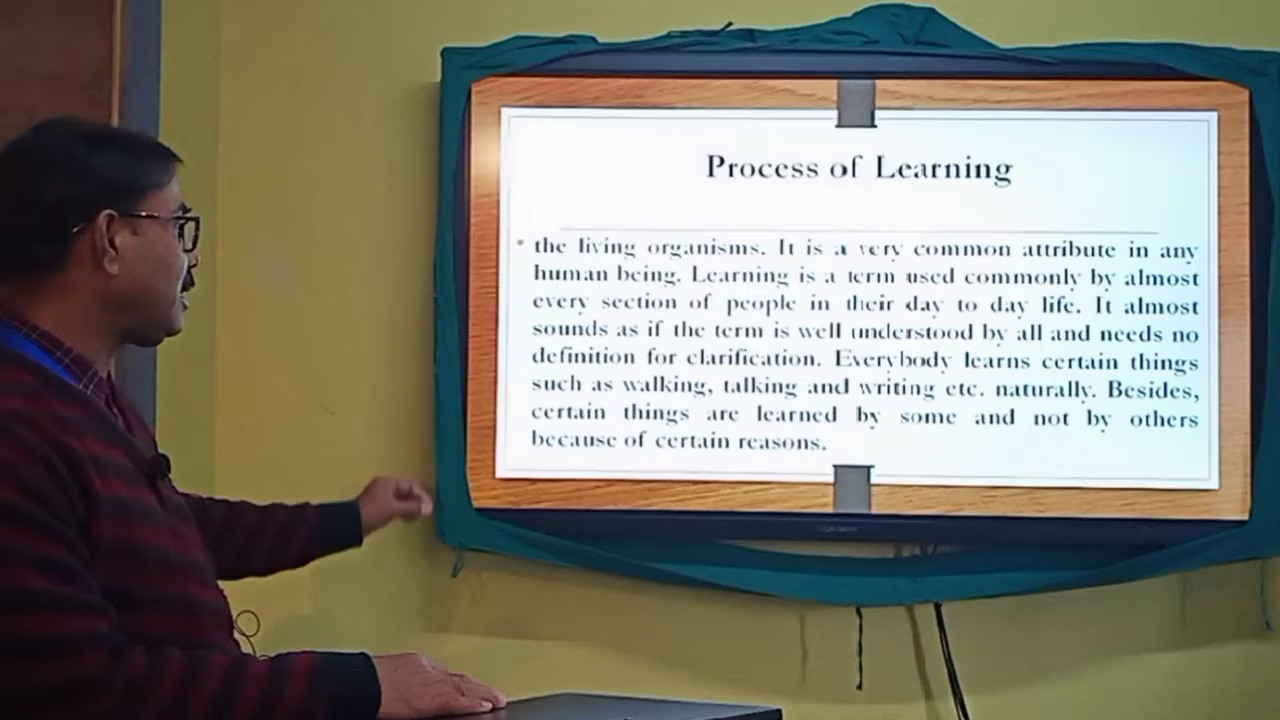 Process of Learning
• the living organisms. It is a very common attribute in any
human being. Learning is a term used commonly by almost
every section of people in their day to day life. It almost
sounds as if the term is well understood by all and needs no
definition for clarification. Everybody learns certain things
such as walking, talking and writing etc. naturally. Besides,
certain things are learned by some and not by others
because of certain reasons.